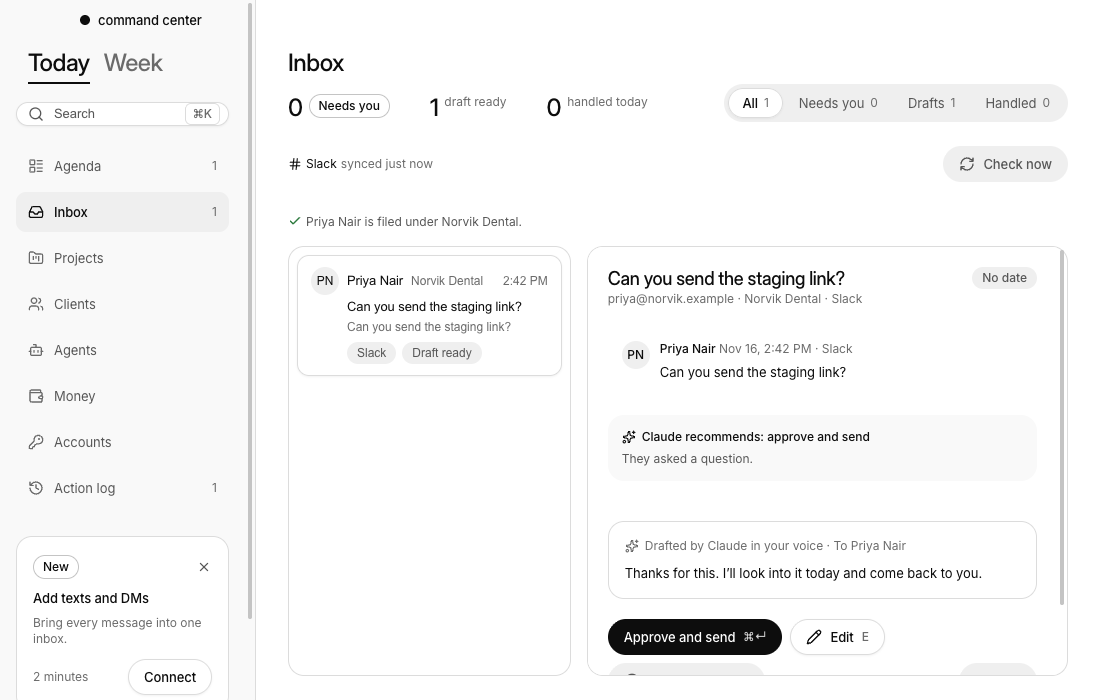 command center
Today Week
Search ⌘K
Agenda 1
Inbox 1
Projects
Clients
Agents
Money
Accounts
Action log 1
New
Add texts and DMs
Bring every message into one
inbox.
2 minutes Connect
Inbox
0 Needs you 1 draft ready 0 handled today
All 1 Needs you 0 Drafts 1 Handled 0
Slack synced just now
Check now
Priya Nair is filed under Norvik Dental.
PN Priya Nair Norvik Dental 2:42 PM
Can you send the staging link?
Can you send the staging link?
Slack Draft ready
Can you send the staging link? No date
priya@norvik.example · Norvik Dental · Slack
PN Priya Nair Nov 16, 2:42 PM · Slack
Can you send the staging link?
Claude recommends: approve and send
They asked a question.
Drafted by Claude in your voice · To Priya Nair
Thanks for this. I’ll look into it today and come back to you.
Approve and send ⌘↵ Edit E